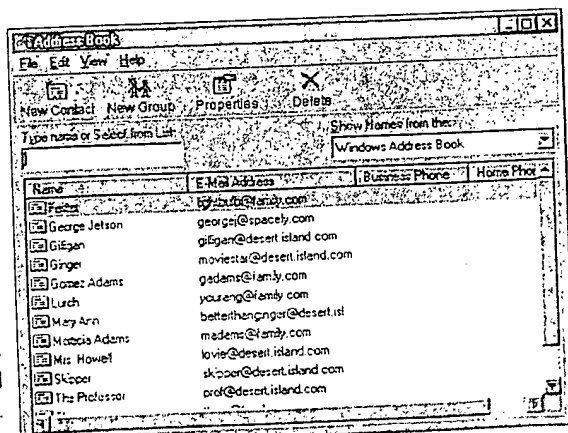 Address Book
File Edit View Help
New Contact New Group Properties Delete
Type name or Select from List:
Show Names from the:
Windows Address Book
Name E-Mail Address Business Phone Home Phon
Fester lightbulb@family.com
George Jetson georgej@spacely.com
Gilligan gilligan@desert.island.com
Ginger moviestar@desert.island.com
Gomez Adams gadams@family.com
Lurch yourang@family.com
Mary Ann betterthanginger@desert.isl
Morticia Adams madams@family.com
Mrs. Howell lovie@desert.island.com
Skipper skipper@desert.island.com
The Professor prof@desert.island.com